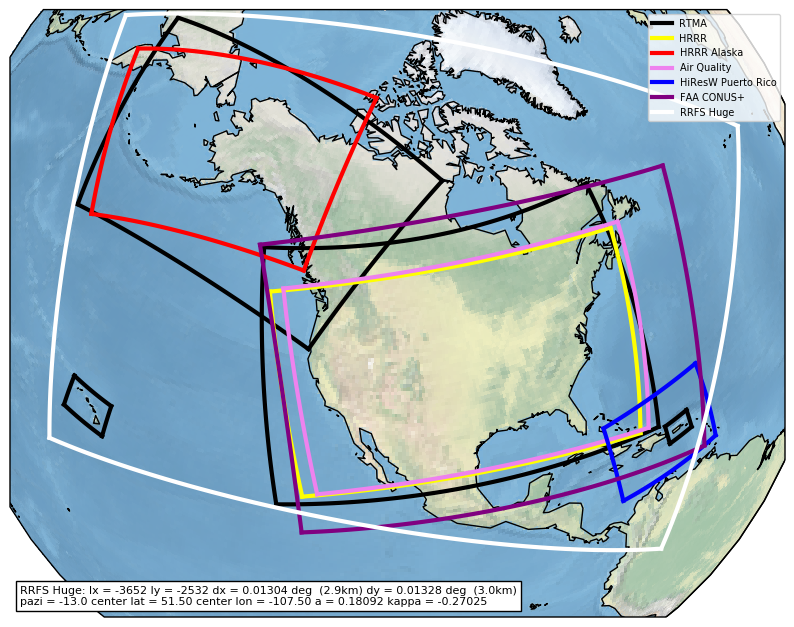 RTMA
HRRR
HRRR Alaska
Air Quality
HiResW Puerto Rico
FAA CONUS+
RRFS Huge
RRFS Huge: lx = -3652 ly = -2532 dx = 0.01304 deg (2.9km) dy = 0.01328 deg (3.0km)
pazi = -13.0 center lat = 51.50 center lon = -107.50 a = 0.18092 kappa = -0.27025